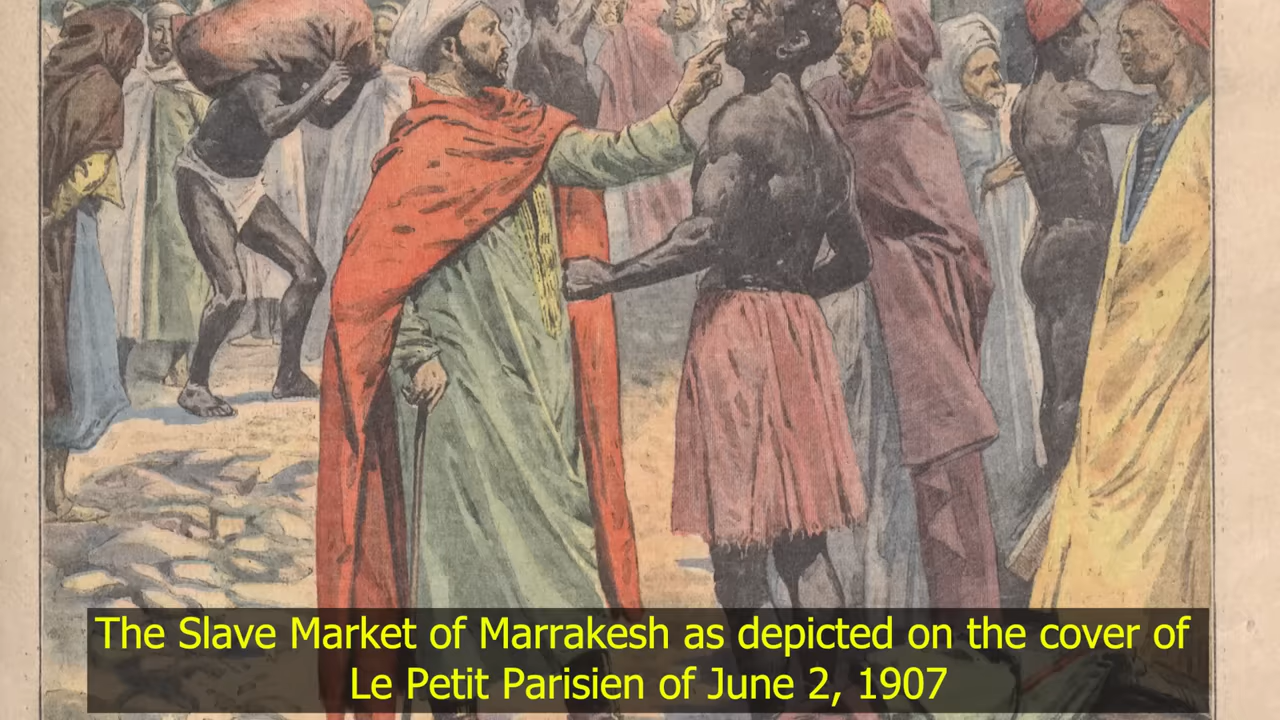 The Slave Market of Marrakesh as depicted on the cover of
Le Petit Parisien of June 2, 1907